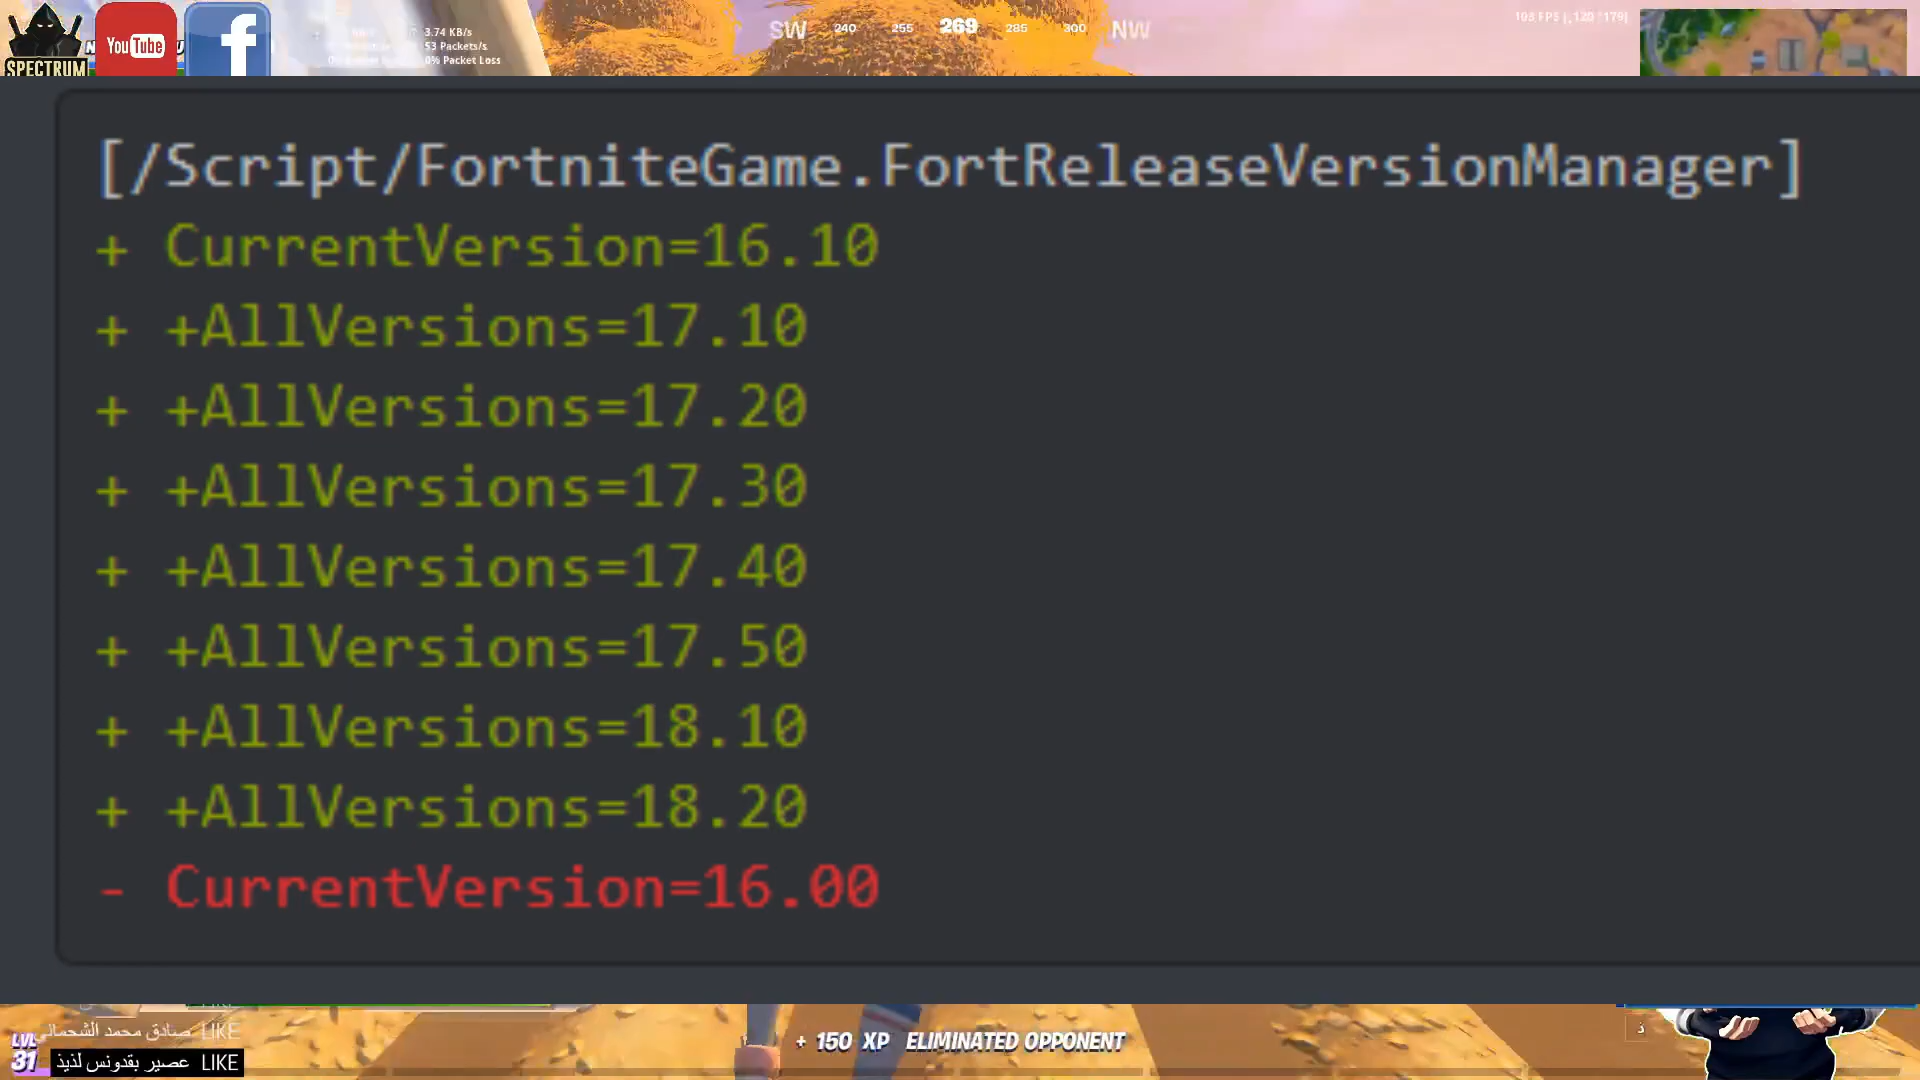 SPECTRUM
YouTube
f
3.74 KB/s
53 Packets/s
0% Packet Loss
SW 240 255 269 285 300 NW
103 FPS
[/Script/FortniteGame.FortReleaseVersionManager]
+ CurrentVersion=16.10
+ +AllVersions=17.10
+ +AllVersions=17.20
+ +AllVersions=17.30
+ +AllVersions=17.40
+ +AllVersions=17.50
+ +AllVersions=18.10
+ +AllVersions=18.20
- CurrentVersion=16.00
صادق محمد الشحماني LIKE
LVL
31
عصير بقدونس لذيذ LIKE
+ 150 XP ELIMINATED OPPONENT